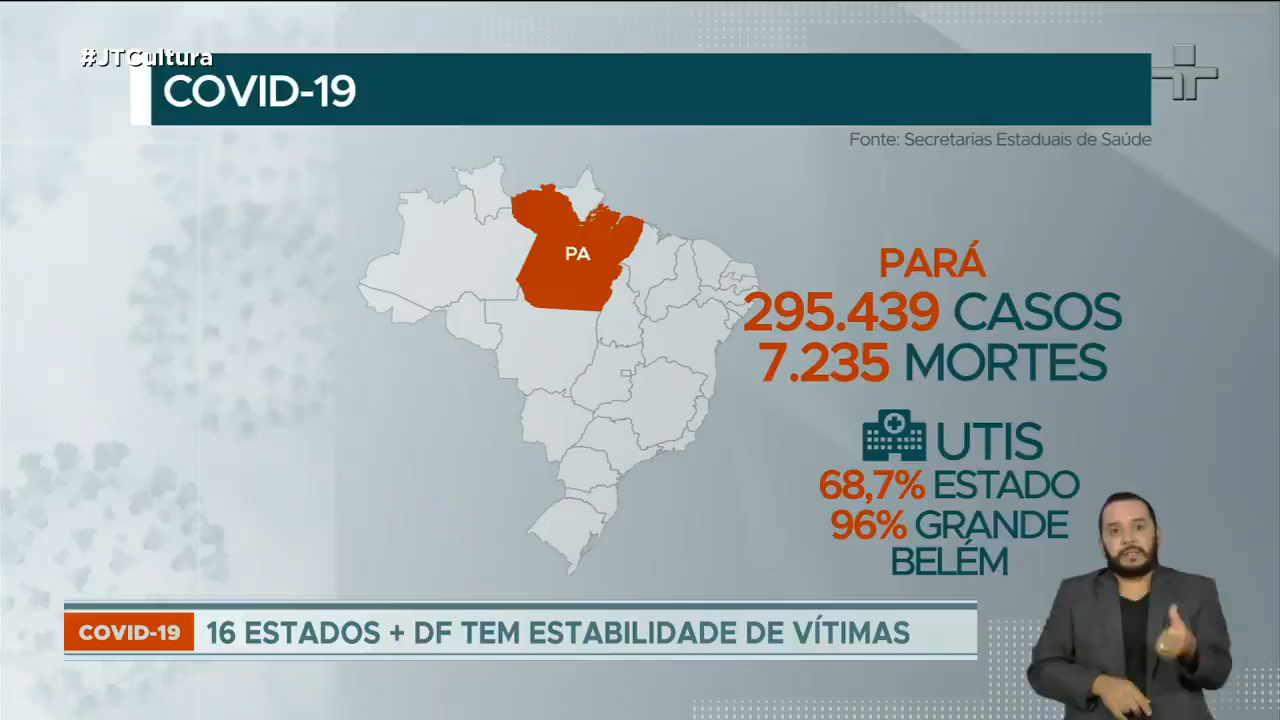 #JTCultura
COVID-19
Fonte: Secretarias Estaduais de Saúde
PA
PARÁ
295.439 CASOS
7.235 MORTES
UTIS
68,7% ESTADO
96% GRANDE
BELÉM
COVID-19 16 ESTADOS + DF TEM ESTABILIDADE DE VÍTIMAS